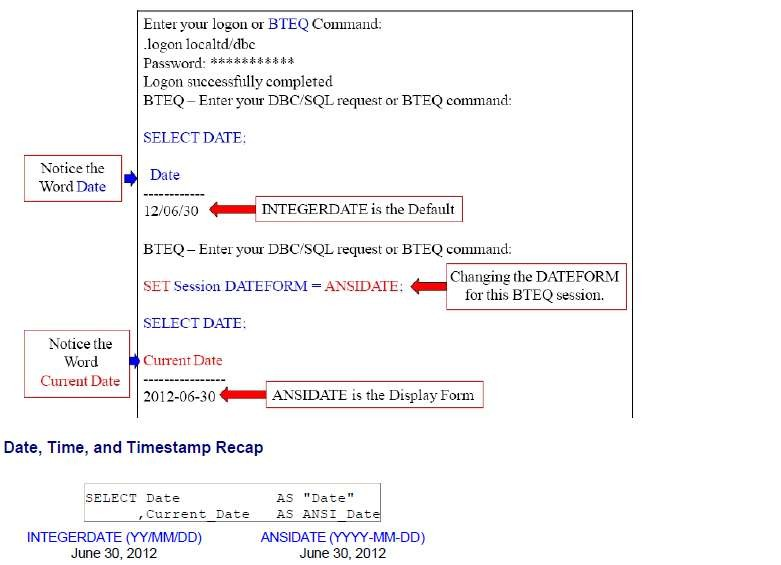 Enter your logon or BTEQ Command:
.logon localtd/dbc
Password: ***********
Logon successfully completed
BTEQ – Enter your DBC/SQL request or BTEQ command:
SELECT DATE;
Notice the
Word Date
Date
------------
12/06/30
INTEGERDATE is the Default
BTEQ – Enter your DBC/SQL request or BTEQ command:
SET Session DATEFORM = ANSIDATE;
Changing the DATEFORM
for this BTEQ session.
SELECT DATE;
Notice the
Word
Current Date
Current Date
----------------
2012-06-30
ANSIDATE is the Display Form
Date, Time, and Timestamp Recap
SELECT Date AS "Date"
,Current_Date AS ANSI_Date
INTEGERDATE (YY/MM/DD) ANSIDATE (YYYY-MM-DD)
June 30, 2012 June 30, 2012